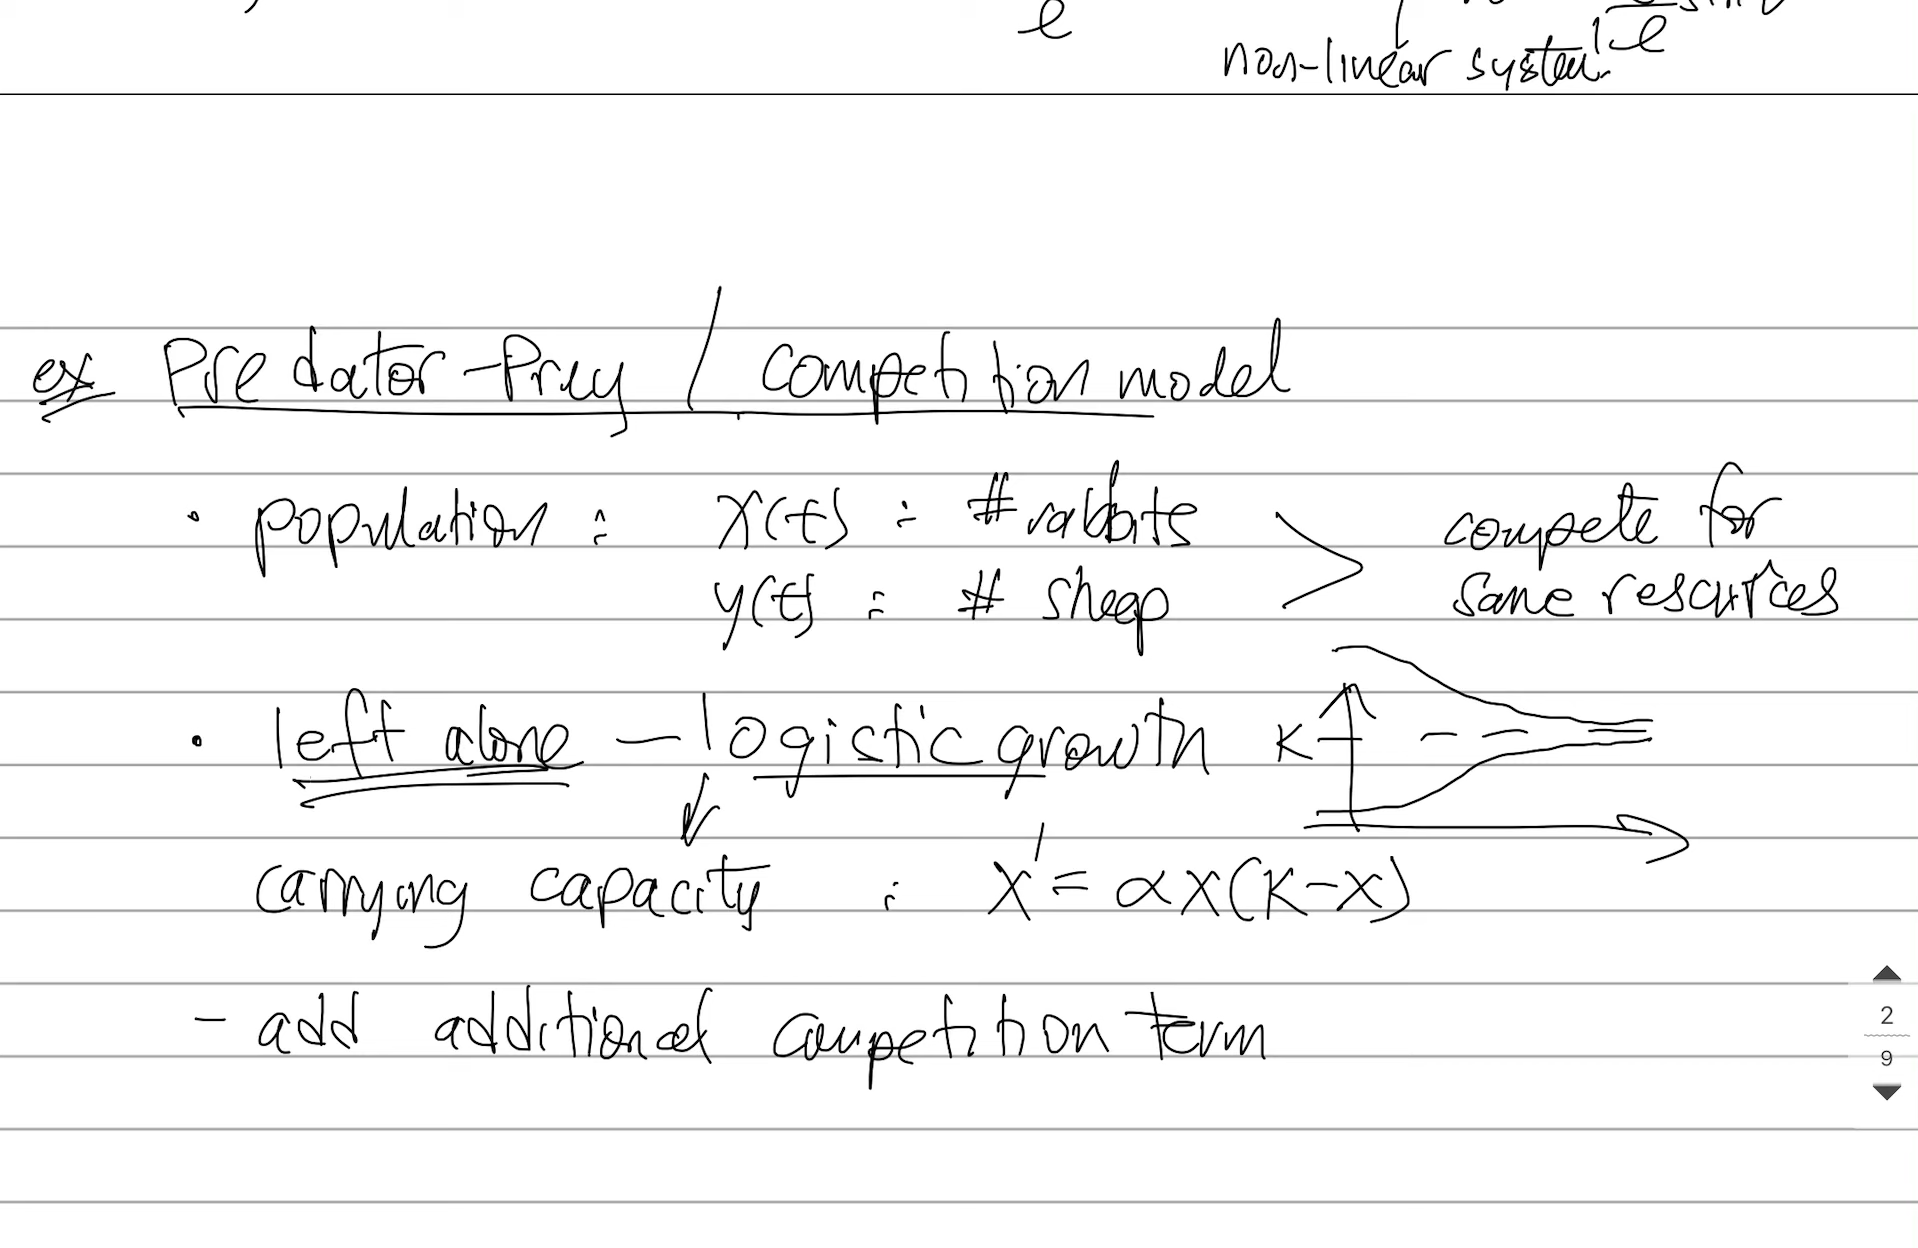 l
l
non-linear system
ex Predator-Prey / competition model
• population : x(t) : # rabbits
y(t) : # sheep
compete for
same resources
• left alone – logistic growth
K
carrying capacity : x' = αx(K-x)
- add additional competition term
2
9